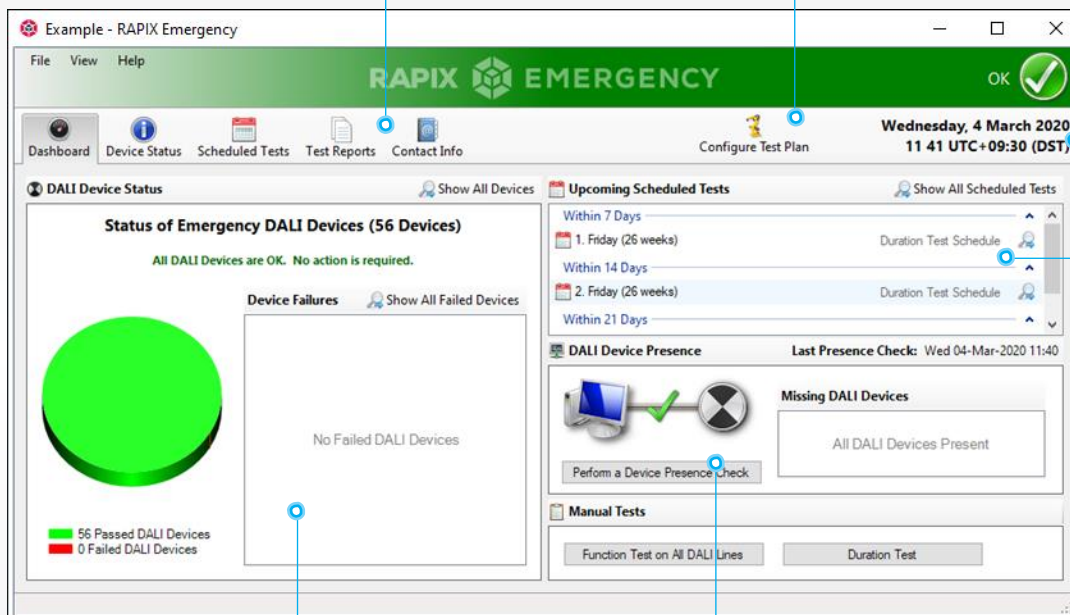 Example - RAPIX Emergency
File View Help
RAPIX EMERGENCY
OK
Dashboard Device Status Scheduled Tests Test Reports Contact Info
Configure Test Plan
Wednesday, 4 March 2020
11 41 UTC+09:30 (DST)
DALI Device Status Show All Devices
Status of Emergency DALI Devices (56 Devices)
All DALI Devices are OK. No action is required.
Device Failures Show All Failed Devices
No Failed DALI Devices
56 Passed DALI Devices
0 Failed DALI Devices
Upcoming Scheduled Tests Show All Scheduled Tests
Within 7 Days
1. Friday (26 weeks) Duration Test Schedule
Within 14 Days
2. Friday (26 weeks) Duration Test Schedule
Within 21 Days
DALI Device Presence Last Presence Check: Wed 04-Mar-2020 11:40
Missing DALI Devices
All DALI Devices Present
Perform a Device Presence Check
Manual Tests
Function Test on All DALI Lines Duration Test